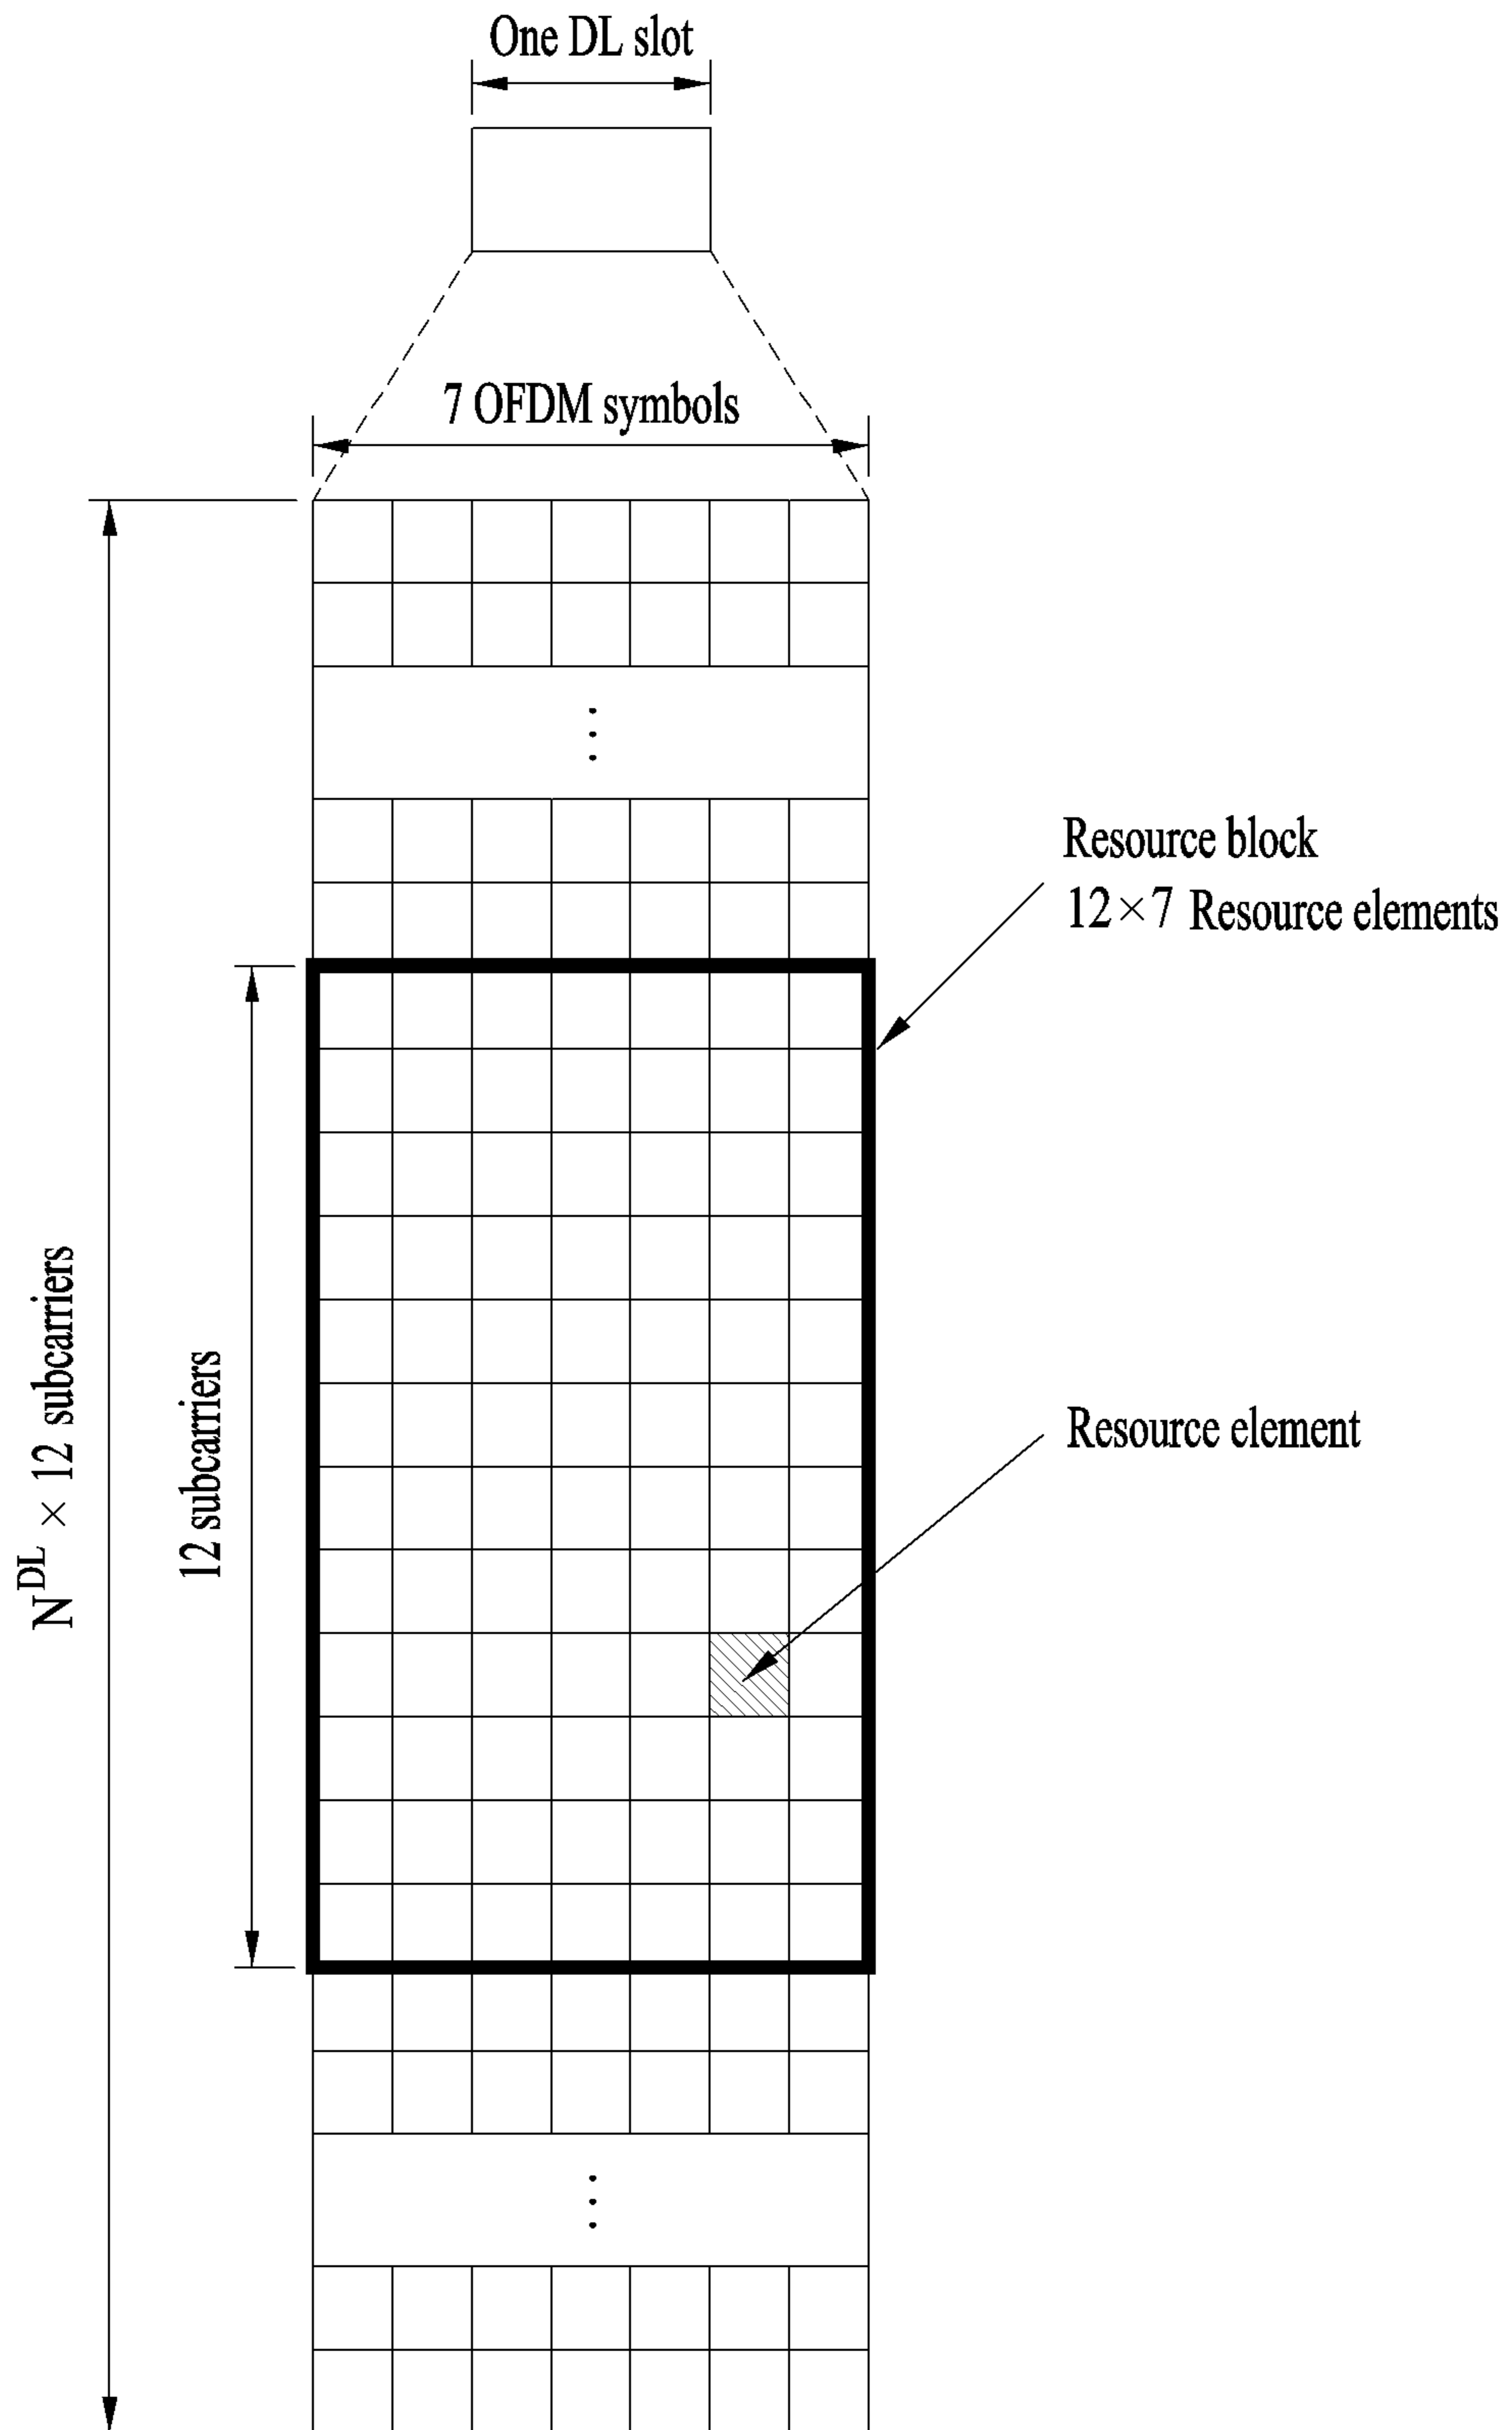 One DL slot
7 OFDM symbols
Resource block
12×7 Resource elements
N^DL × 12 subcarriers
12 subcarriers
Resource element